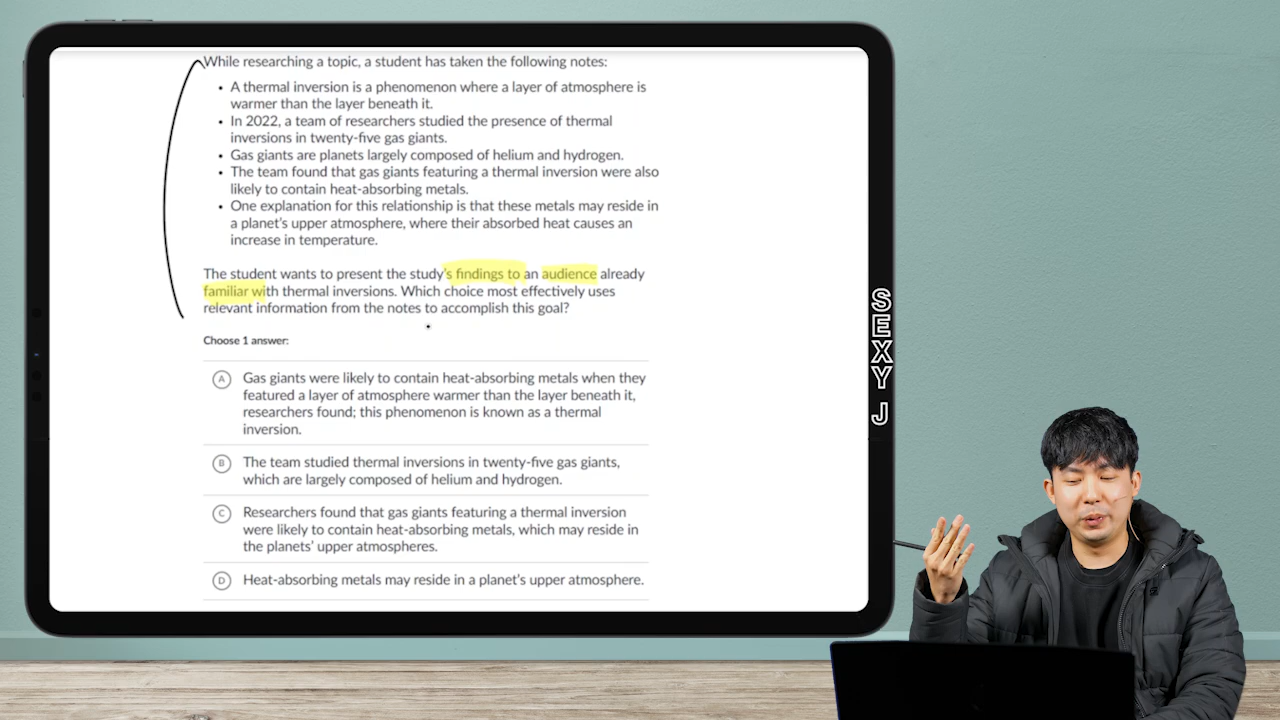 While researching a topic, a student has taken the following notes:
• A thermal inversion is a phenomenon where a layer of atmosphere is
warmer than the layer beneath it.
• In 2022, a team of researchers studied the presence of thermal
inversions in twenty-five gas giants.
• Gas giants are planets largely composed of helium and hydrogen.
• The team found that gas giants featuring a thermal inversion were also
likely to contain heat-absorbing metals.
• One explanation for this relationship is that these metals may reside in
a planet's upper atmosphere, where their absorbed heat causes an
increase in temperature.
The student wants to present the study's findings to an audience already
familiar with thermal inversions. Which choice most effectively uses
relevant information from the notes to accomplish this goal?
Choose 1 answer:
A Gas giants were likely to contain heat-absorbing metals when they
featured a layer of atmosphere warmer than the layer beneath it,
researchers found; this phenomenon is known as a thermal
inversion.
B The team studied thermal inversions in twenty-five gas giants,
which are largely composed of helium and hydrogen.
C Researchers found that gas giants featuring a thermal inversion
were likely to contain heat-absorbing metals, which may reside in
the planets' upper atmospheres.
D Heat-absorbing metals may reside in a planet's upper atmosphere.
SEXY J